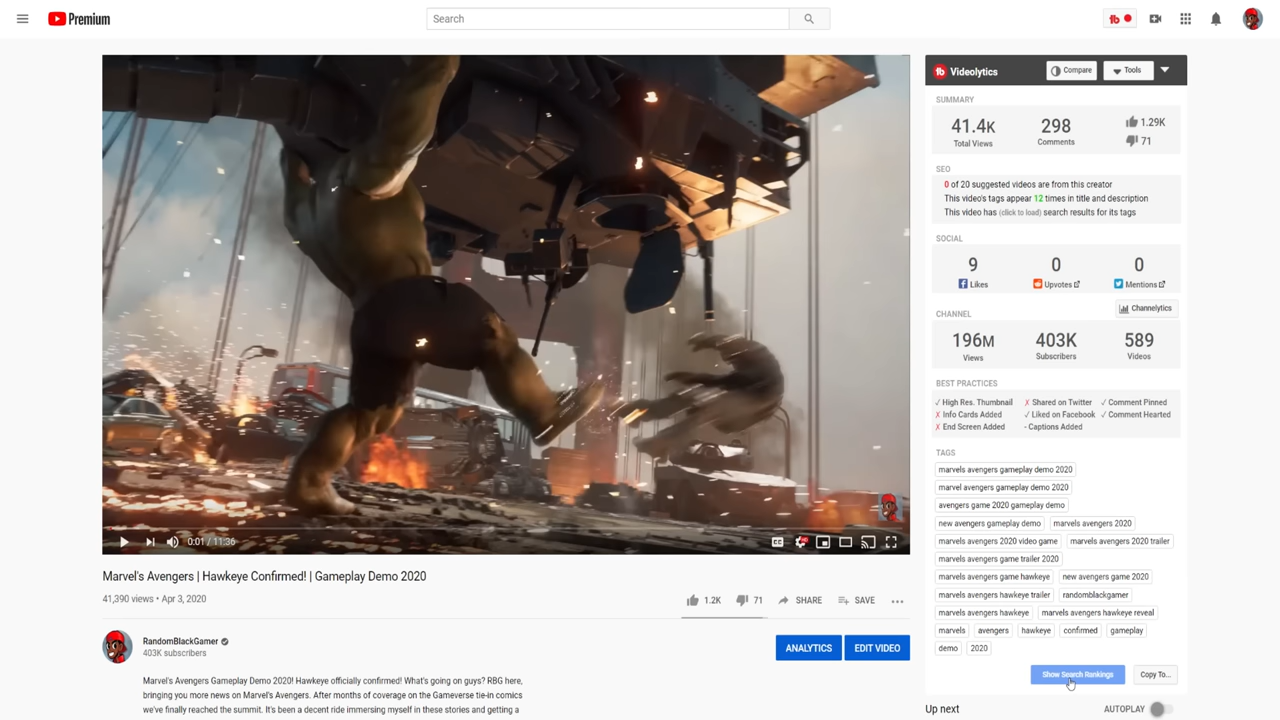 Premium
Search
Videolytics
Compare
Tools
SUMMARY
41.4K
Total Views
298
Comments
1.29K
71
SEO
0 of 20 suggested videos are from this creator
This video's tags appear 12 times in title and description
This video has (click to load) search results for its tags
SOCIAL
9
Likes
0
Upvotes
0
Mentions
Channelytics
CHANNEL
196M
Views
403K
Subscribers
589
Videos
BEST PRACTICES
✓ High Res. Thumbnail ✗ Shared on Twitter ✓ Comment Pinned
✗ Info Cards Added ✓ Liked on Facebook ✓ Comment Hearted
✗ End Screen Added - Captions Added
TAGS
marvels avengers gameplay demo 2020
marvel avengers gameplay demo 2020
avengers game 2020 gameplay demo
new avengers gameplay demo marvels avengers 2020
marvels avengers 2020 video game marvels avengers 2020 trailer
marvels avengers game trailer 2020
marvels avengers game hawkeye new avengers game 2020
marvels avengers hawkeye trailer randomblackgamer
marvels avengers hawkeye marvels avengers hawkeye reveal
marvels avengers hawkeye confirmed gameplay
demo 2020
Show Search Rankings Copy To...
Up next AUTOPLAY
0:01 / 11:36
Marvel's Avengers | Hawkeye Confirmed! | Gameplay Demo 2020
41,390 views • Apr 3, 2020
1.2K 71 SHARE SAVE
RandomBlackGamer
403K subscribers
ANALYTICS EDIT VIDEO
Marvel's Avengers Gameplay Demo 2020! Hawkeye officially confirmed! What's going on guys? RBG here,
bringing you more news on Marvel's Avengers. After months of coverage on the Gameverse tie-in comics
we've finally reached the summit. It's been a decent ride immersing myself in these stories and getting a